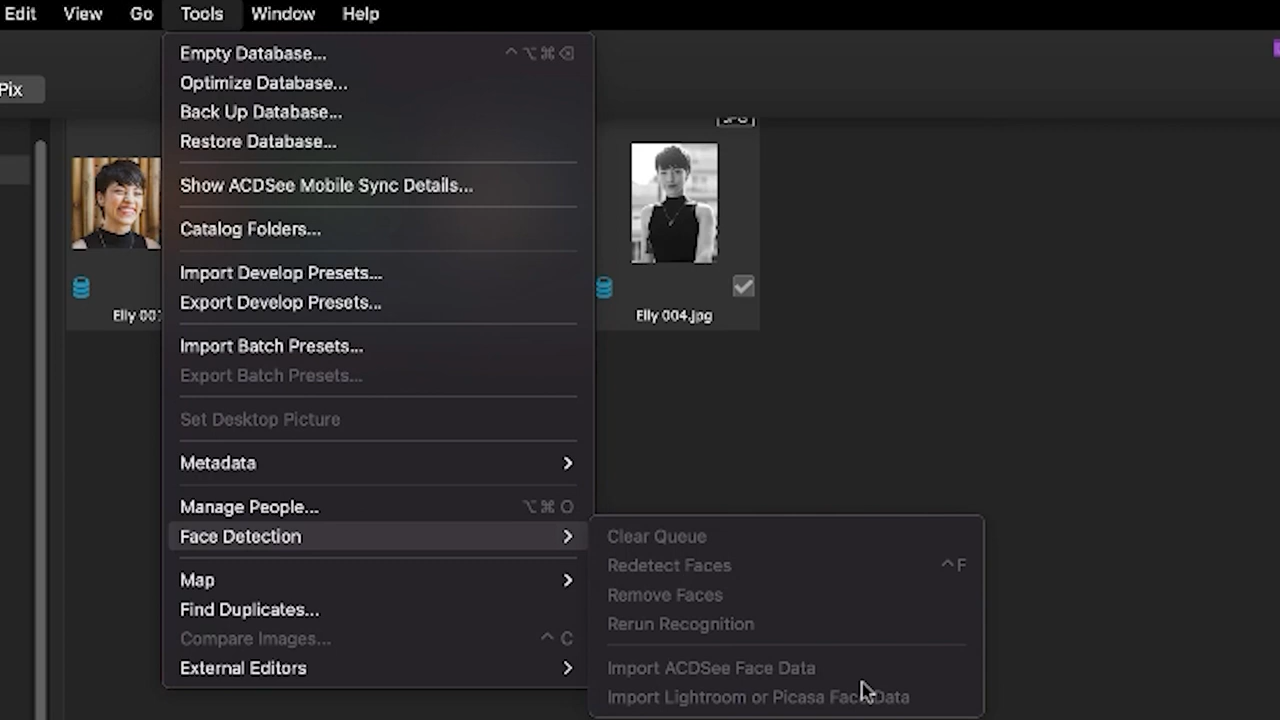 Edit View Go Tools Window Help
Pix
Empty Database... ^⌥⌘⌫
Optimize Database...
Back Up Database...
Restore Database...
Show ACDSee Mobile Sync Details...
Catalog Folders...
Import Develop Presets...
Export Develop Presets...
Import Batch Presets...
Export Batch Presets...
Set Desktop Picture
Metadata
Manage People... ⌥⌘O
Face Detection
Map
Find Duplicates...
Compare Images... ^C
External Editors
Clear Queue
Redetect Faces ^F
Remove Faces
Rerun Recognition
Import ACDSee Face Data
Import Lightroom or Picasa Face Data
JPG
Elly 00
Elly 004.jpg